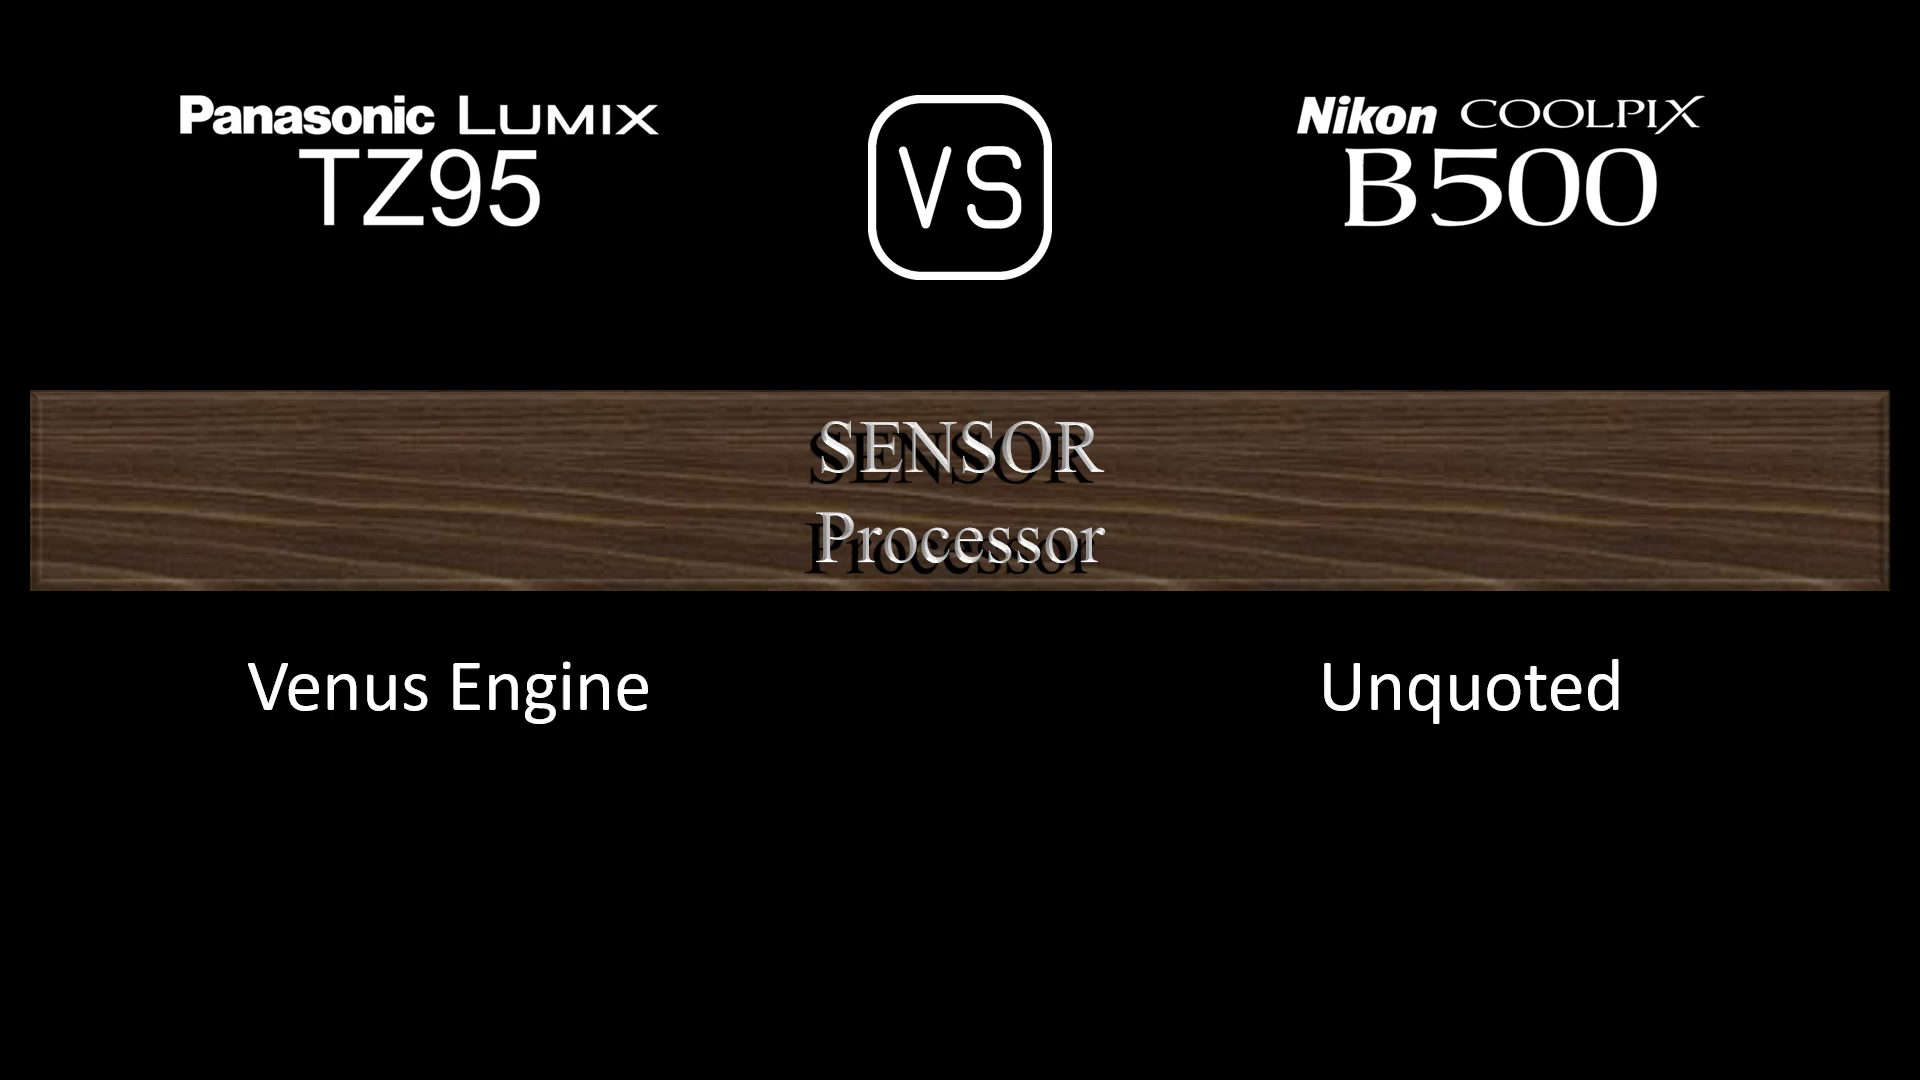 Panasonic LUMIX
TZ95
VS
Nikon COOLPIX
B500
SENSOR
Processor
Venus Engine
Unquoted